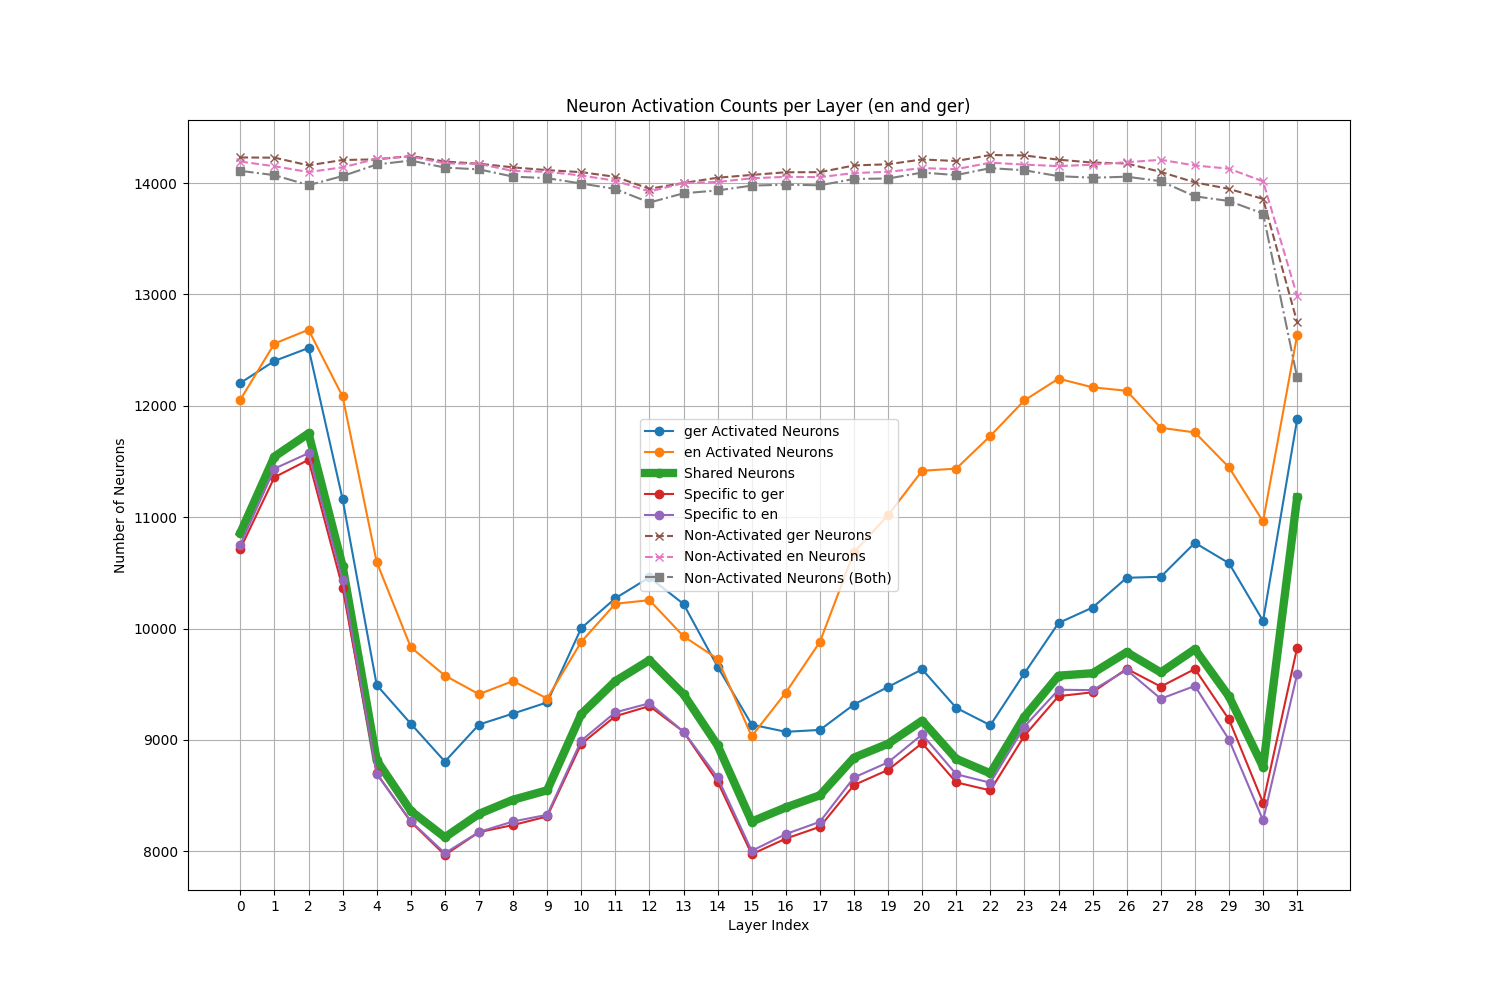 Neuron Activation Counts per Layer (en and ger)
Number of Neurons
14000
13000
12000
11000
10000
9000
8000
ger Activated Neurons
en Activated Neurons
Shared Neurons
Specific to ger
Specific to en
Non-Activated ger Neurons
Non-Activated en Neurons
Non-Activated Neurons (Both)
0 1 2 3 4 5 6 7 8 9 10 11 12 13 14 15 16 17 18 19 20 21 22 23 24 25 26 27 28 29 30 31
Layer Index